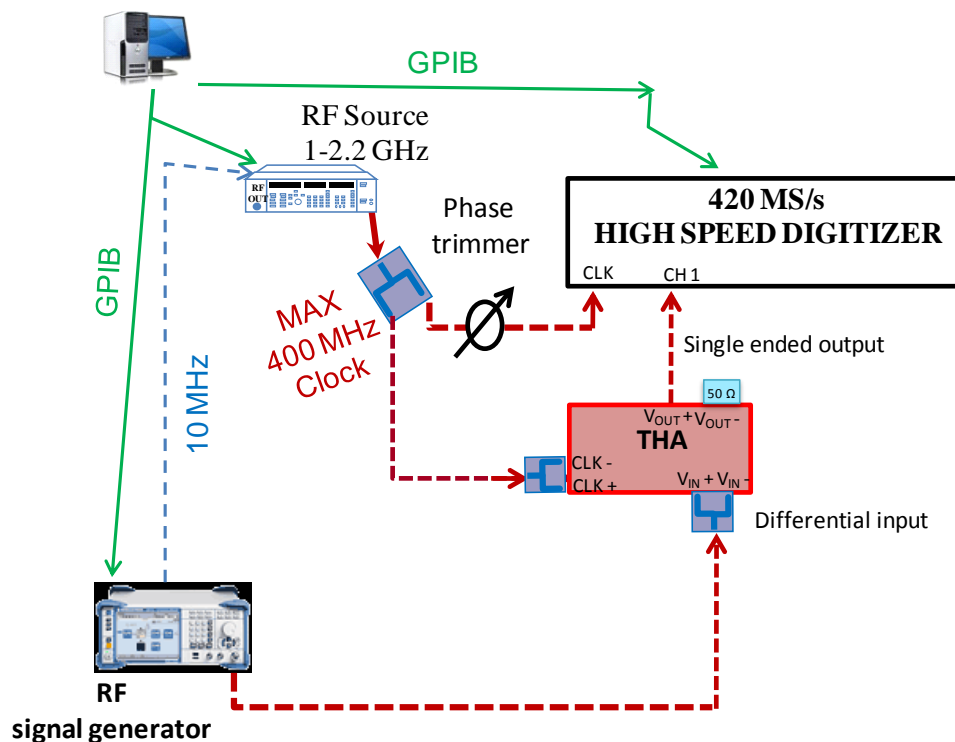 GPIB
RF Source
1-2.2 GHz
RF
OUT
Phase
trimmer
420 MS/s
HIGH SPEED DIGITIZER
CLK
CH 1
GPIB
10 MHz
MAX
400 MHz
Clock
Single ended output
50 Ω
VOUT + VOUT -
THA
CLK -
CLK +
VIN + VIN -
Differential input
RF
signal generator